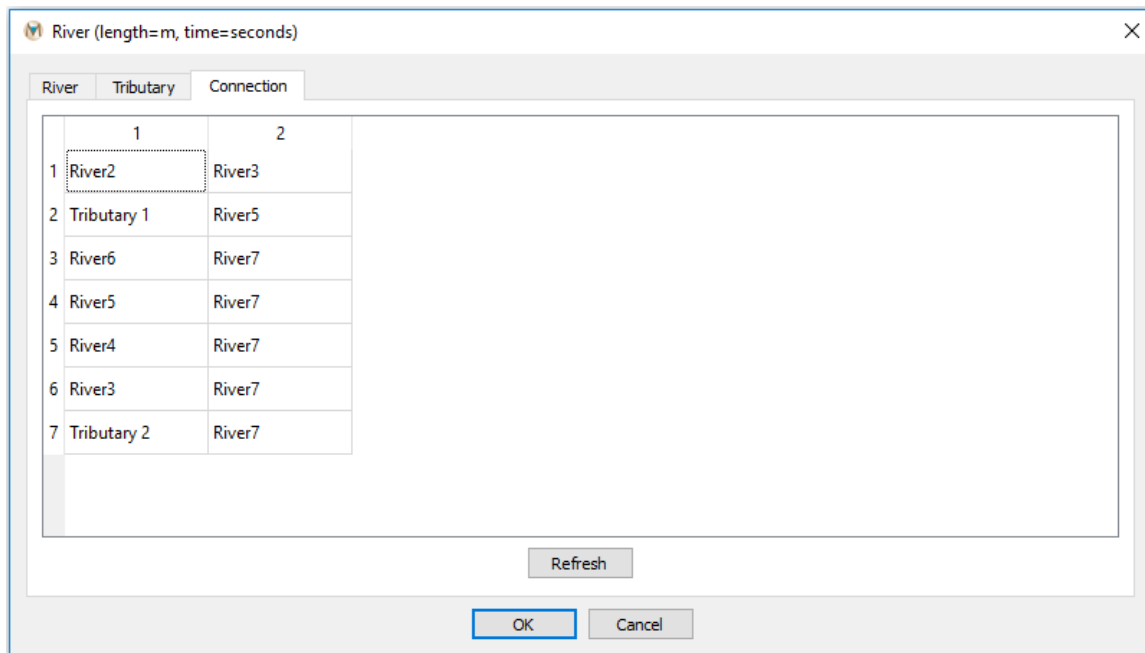 River (length=m, time=seconds)
River Tributary Connection
1 2
1 River2 River3
2 Tributary 1 River5
3 River6 River7
4 River5 River7
5 River4 River7
6 River3 River7
7 Tributary 2 River7
Refresh
OK Cancel